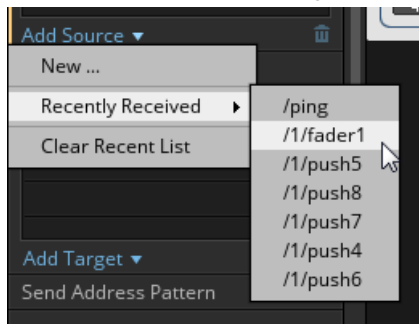 Add Source ▼
New ...
Recently Received ▶
Clear Recent List
/ping
/1/fader1
/1/push5
/1/push8
/1/push7
/1/push4
/1/push6
Add Target ▼
Send Address Pattern